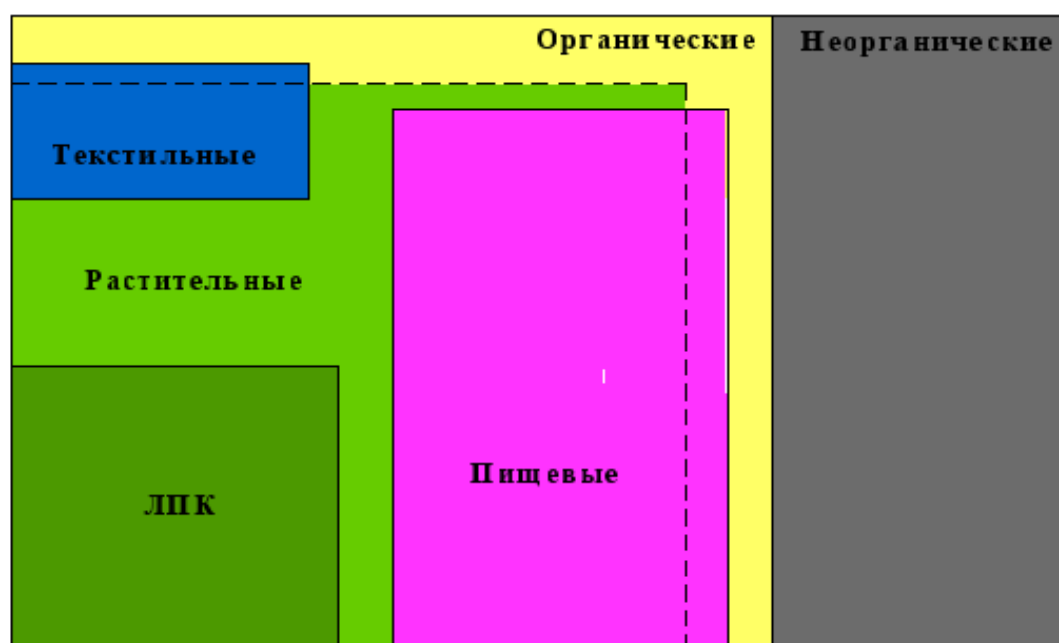 Органические
Неорганические
Текстильные
Растительные
Пищевые
ЛПК